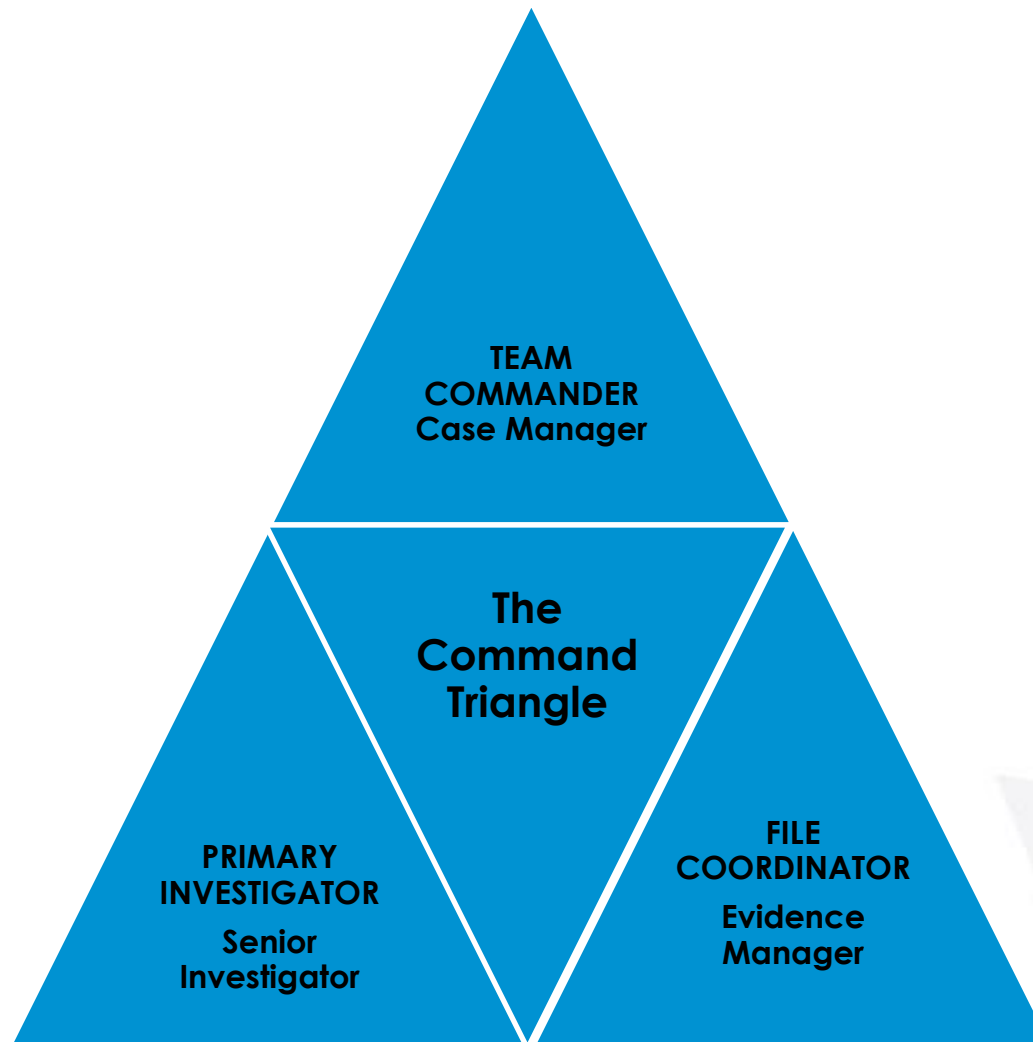 TEAM
COMMANDER
Case Manager
The
Command
Triangle
PRIMARY
INVESTIGATOR
Senior
Investigator
FILE
COORDINATOR
Evidence
Manager